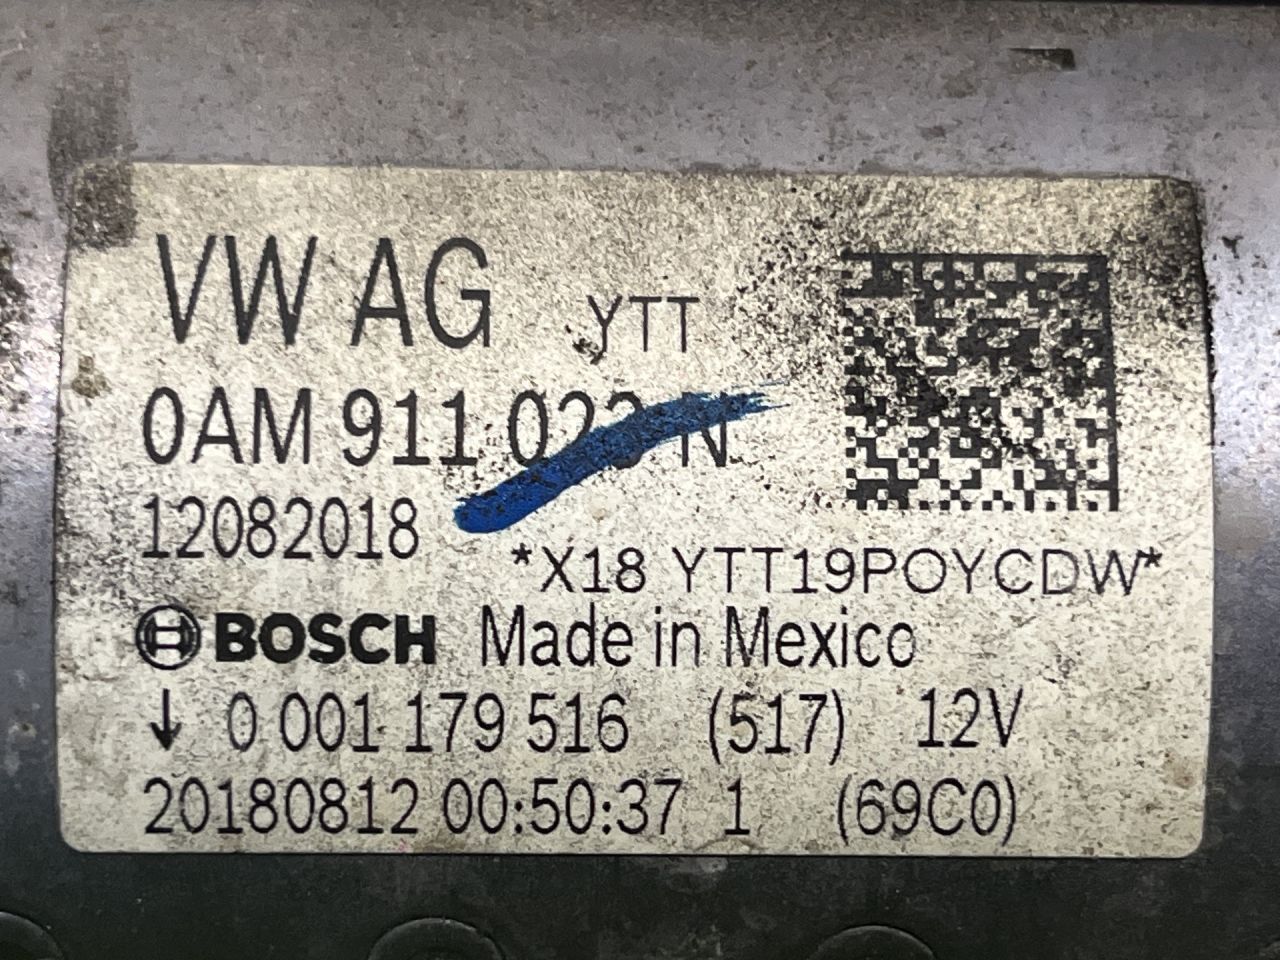 VW AG YTT
0AM 911 023 N
12082018
*X18 YTT19POYCDW*
BOSCH Made in Mexico
↓ 0 001 179 516 (517) 12V
20180812 00:50:37 1 (69C0)